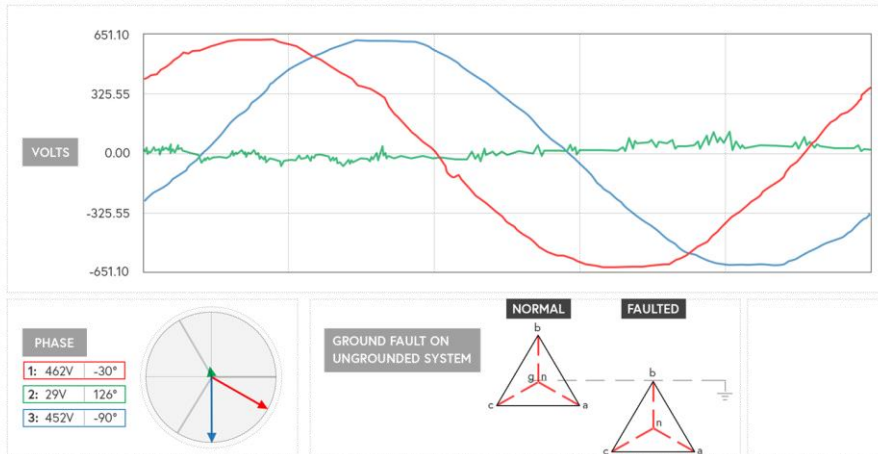 651.10
325.55
VOLTS
0.00
-325.55
-651.10
PHASE
1: 462V -30°
2: 29V 126°
3: 452V -90°
GROUND FAULT ON
UNGROUNDED SYSTEM
NORMAL
b
g n
c a
FAULTED
b
n
c a